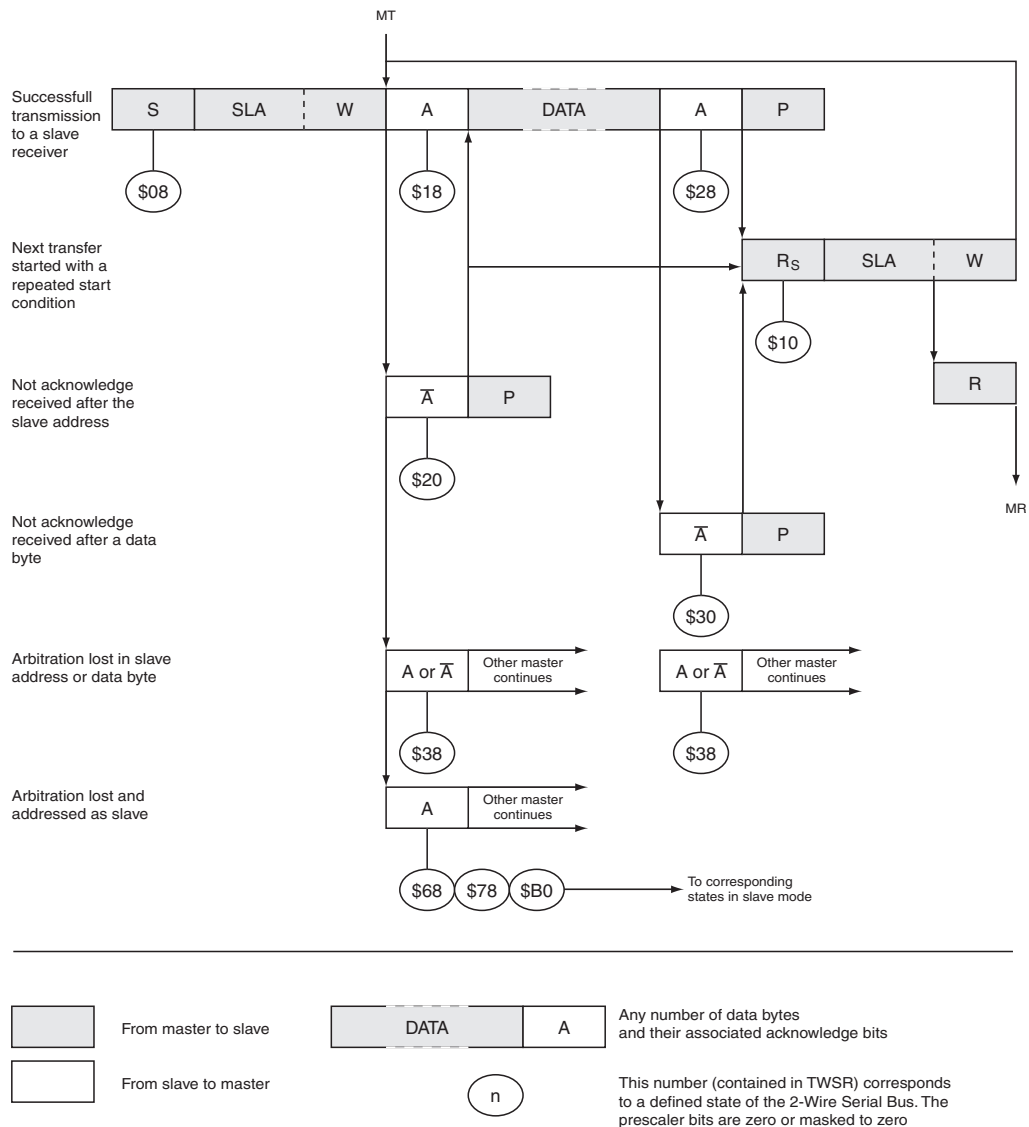 MT
Successfull
transmission
to a slave
receiver
S SLA W A DATA A P
$08 $18 $28
Next transfer
started with a
repeated start
condition
RS SLA W
$10
Not acknowledge
received after the
slave address
A̅ P
R
$20
MR
Not acknowledge
received after a data
byte
A̅ P
$30
Arbitration lost in slave
address or data byte
A or A̅ Other master
continues
A or A̅ Other master
continues
$38 $38
Arbitration lost and
addressed as slave
A Other master
continues
$68 $78 $B0
To corresponding
states in slave mode
From master to slave
DATA A
Any number of data bytes
and their associated acknowledge bits
From slave to master
n
This number (contained in TWSR) corresponds
to a defined state of the 2-Wire Serial Bus. The
prescaler bits are zero or masked to zero